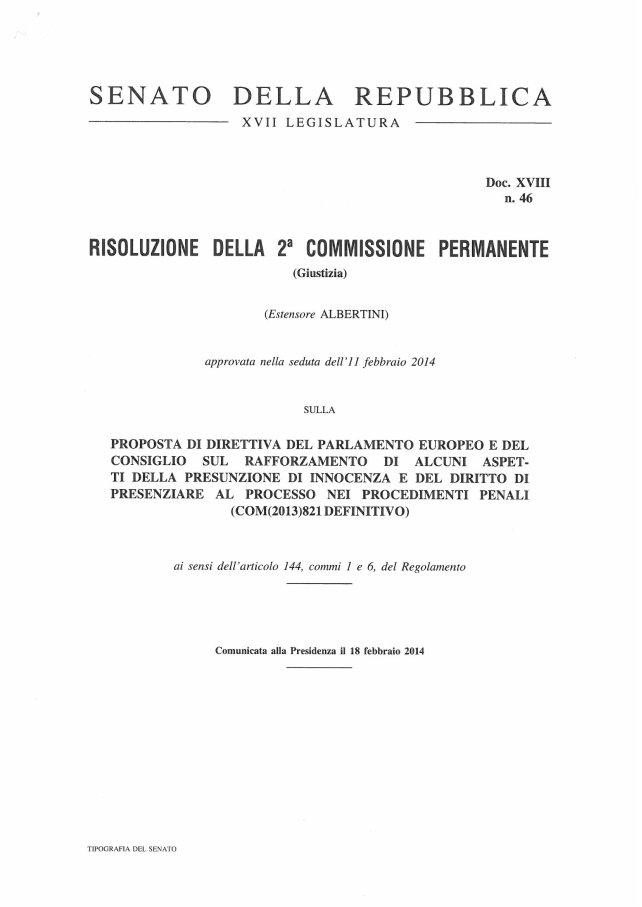 SENATO DELLA REPUBBLICA
XVII LEGISLATURA
Doc. XVIII
n. 46
RISOLUZIONE DELLA 2ª COMMISSIONE PERMANENTE
(Giustizia)
(Estensore ALBERTINI)
approvata nella seduta dell'11 febbraio 2014
SULLA
PROPOSTA DI DIRETTIVA DEL PARLAMENTO EUROPEO E DEL
CONSIGLIO SUL RAFFORZAMENTO DI ALCUNI ASPET-
TI DELLA PRESUNZIONE DI INNOCENZA E DEL DIRITTO DI
PRESENZIARE AL PROCESSO NEI PROCEDIMENTI PENALI
(COM(2013)821 DEFINITIVO)
ai sensi dell'articolo 144, commi 1 e 6, del Regolamento
Comunicata alla Presidenza il 18 febbraio 2014
TIPOGRAFIA DEL SENATO